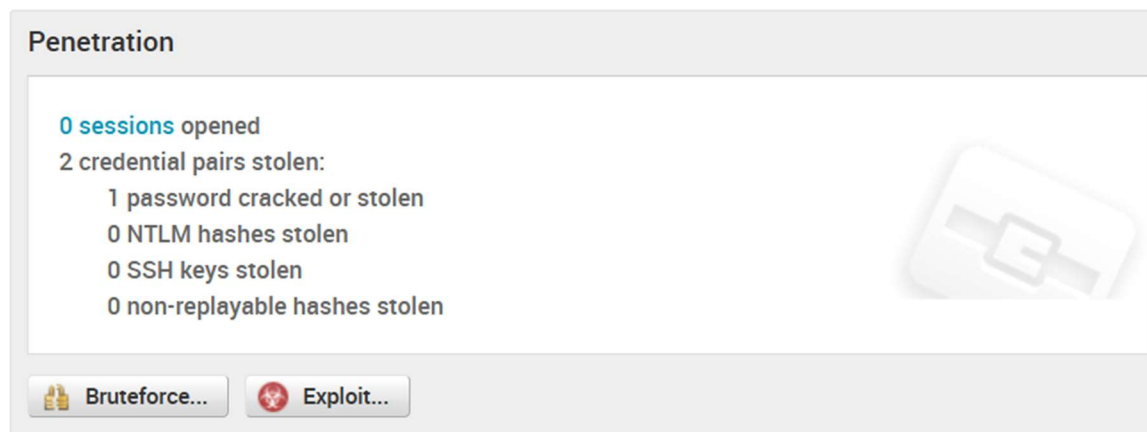 Penetration
0 sessions opened
2 credential pairs stolen:
1 password cracked or stolen
0 NTLM hashes stolen
0 SSH keys stolen
0 non-replayable hashes stolen
Bruteforce... Exploit...